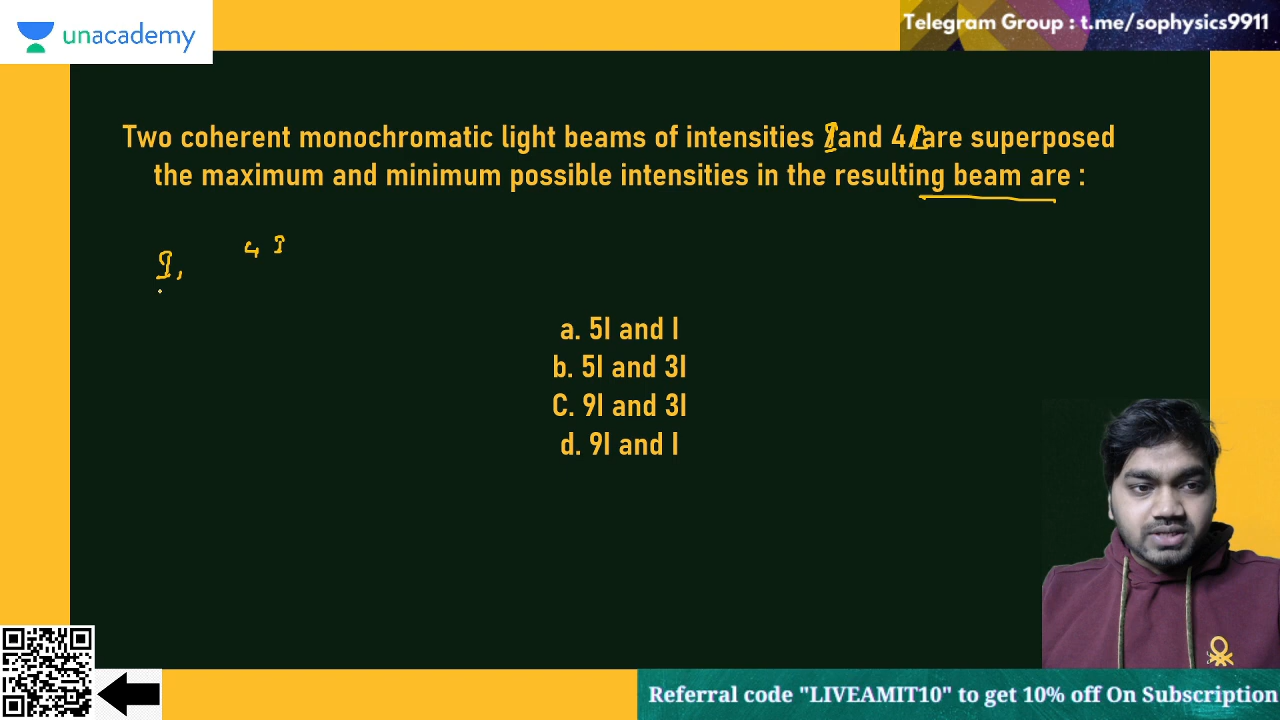 unacademy
Telegram Group : t.me/sophysics9911
Two coherent monochromatic light beams of intensities I and 4I are superposed
the maximum and minimum possible intensities in the resulting beam are :
I, 4 I
a. 5I and I
b. 5I and 3I
C. 9I and 3I
d. 9I and I
Referral code "LIVEAMIT10" to get 10% off On Subscription